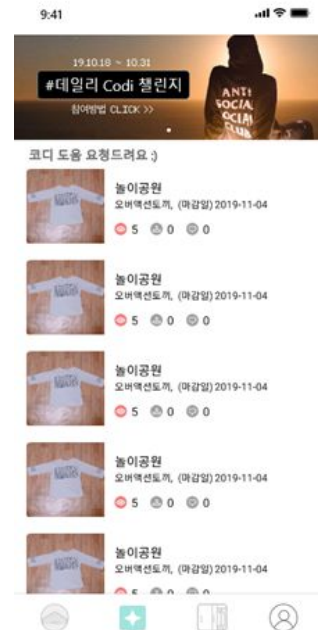 9:41
19.10.18 ~ 10.31
#데일리 Codi 챌린지
참여방법 CLICK >>
ANTI
SOCIAL
SOCIAL
CLUB
코디 도움 요청드려요 :)
놀이공원
오버액션토끼, (마감일) 2019-11-04
5 0 0
놀이공원
오버액션토끼, (마감일) 2019-11-04
5 0 0
놀이공원
오버액션토끼, (마감일) 2019-11-04
5 0 0
놀이공원
오버액션토끼, (마감일) 2019-11-04
5 0 0
놀이공원
오버액션토끼, (마감일) 2019-11-04
5 0 0